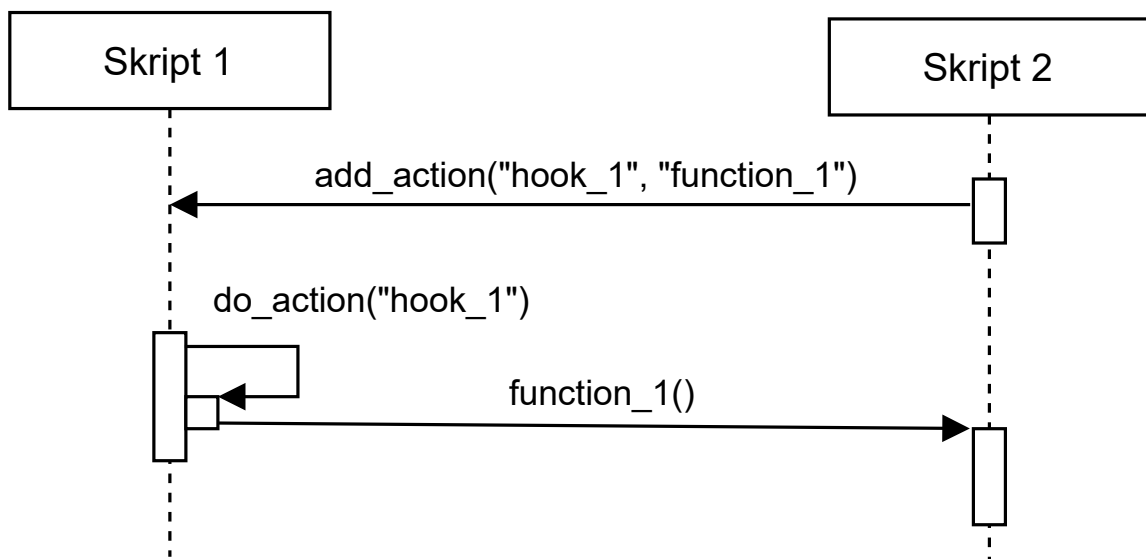 Skript 1
Skript 2
add_action("hook_1", "function_1")
do_action("hook_1")
function_1()